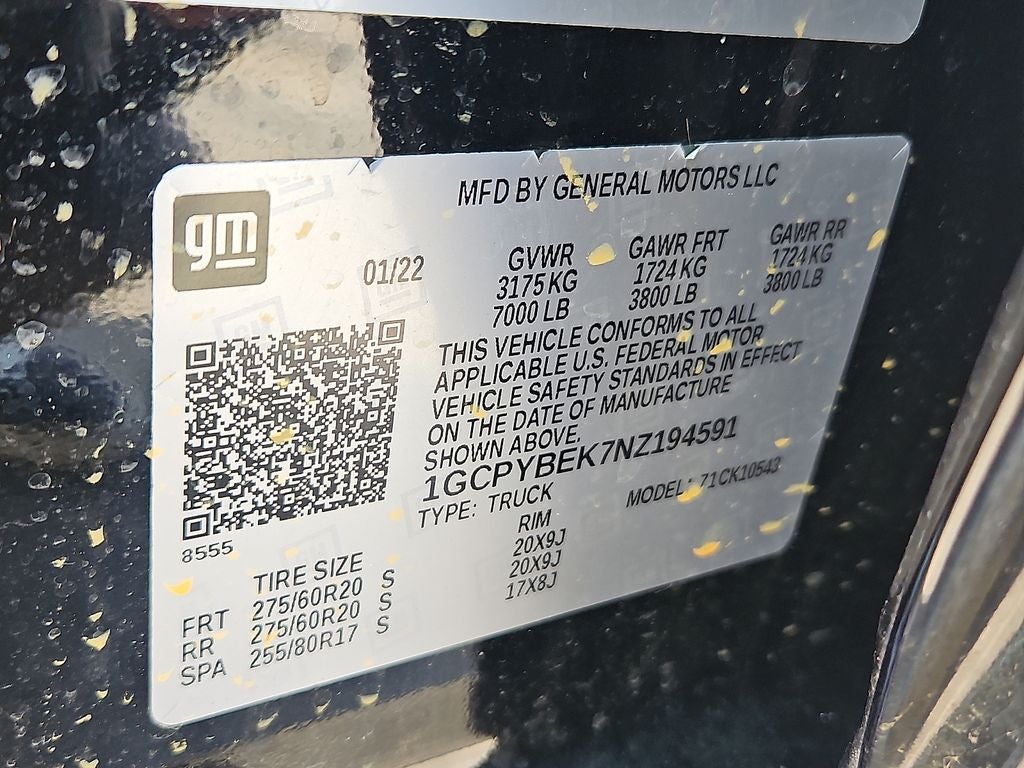 gm
MFD BY GENERAL MOTORS LLC
01/22
GVWR GAWR FRT GAWR RR
3175 KG 1724 KG 1724 KG
7000 LB 3800 LB 3800 LB
THIS VEHICLE CONFORMS TO ALL
APPLICABLE U.S. FEDERAL MOTOR
VEHICLE SAFETY STANDARDS IN EFFECT
ON THE DATE OF MANUFACTURE
SHOWN ABOVE.
1GCPYBEK7NZ194591
TYPE: TRUCK MODEL: 71CK10543
8555
TIRE SIZE RIM
FRT 275/60R20 S 20X9J
RR 275/60R20 S 20X9J
SPA 255/80R17 S 17X8J